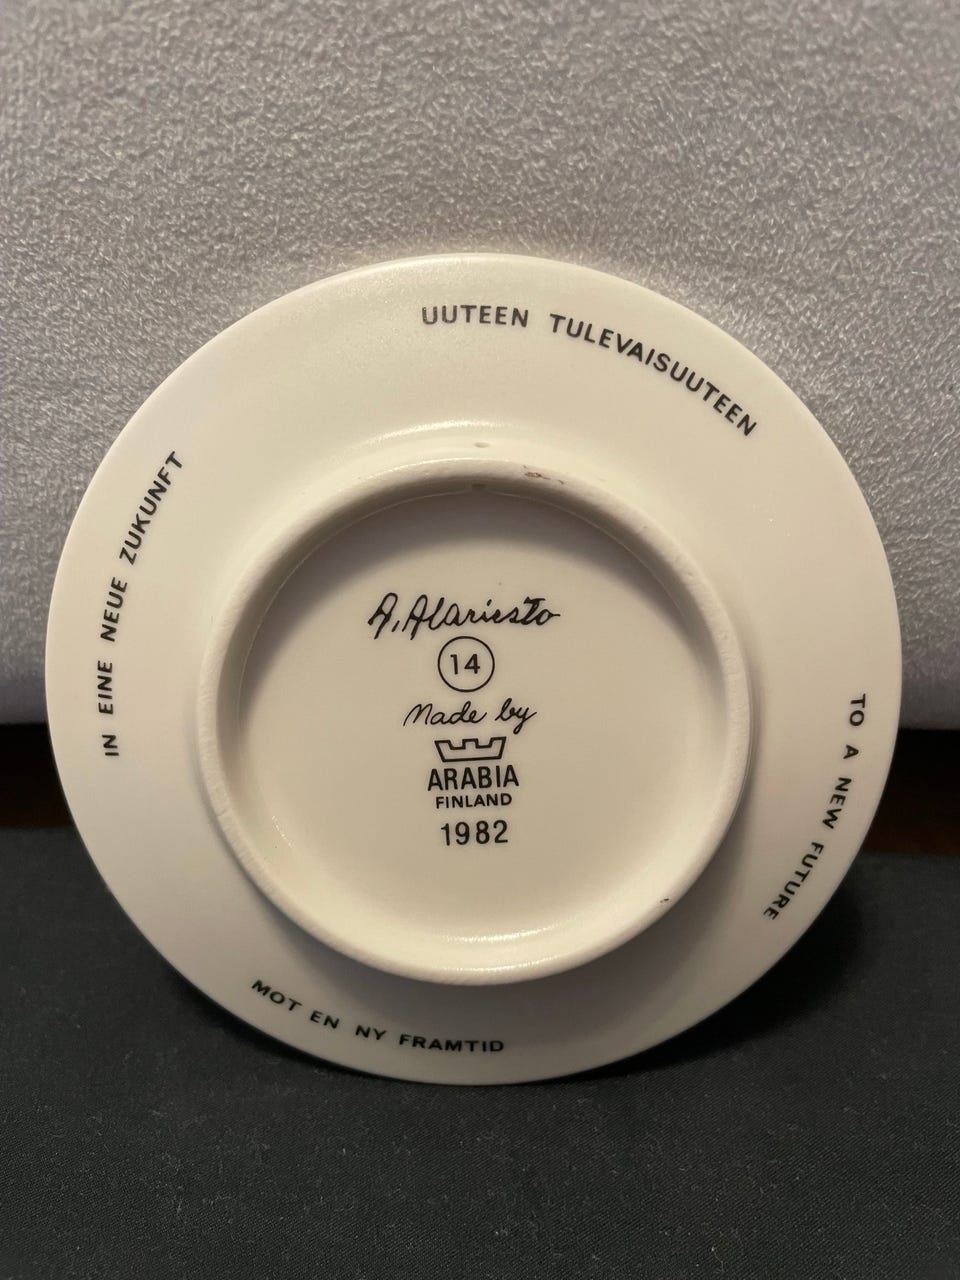 UUTEEN TULEVAISUUTEEN
TO A NEW FUTURE
MOT EN NY FRAMTID
IN EINE NEUE ZUKUNFT
A. Alariesto
14
Made by
ARABIA
FINLAND
1982